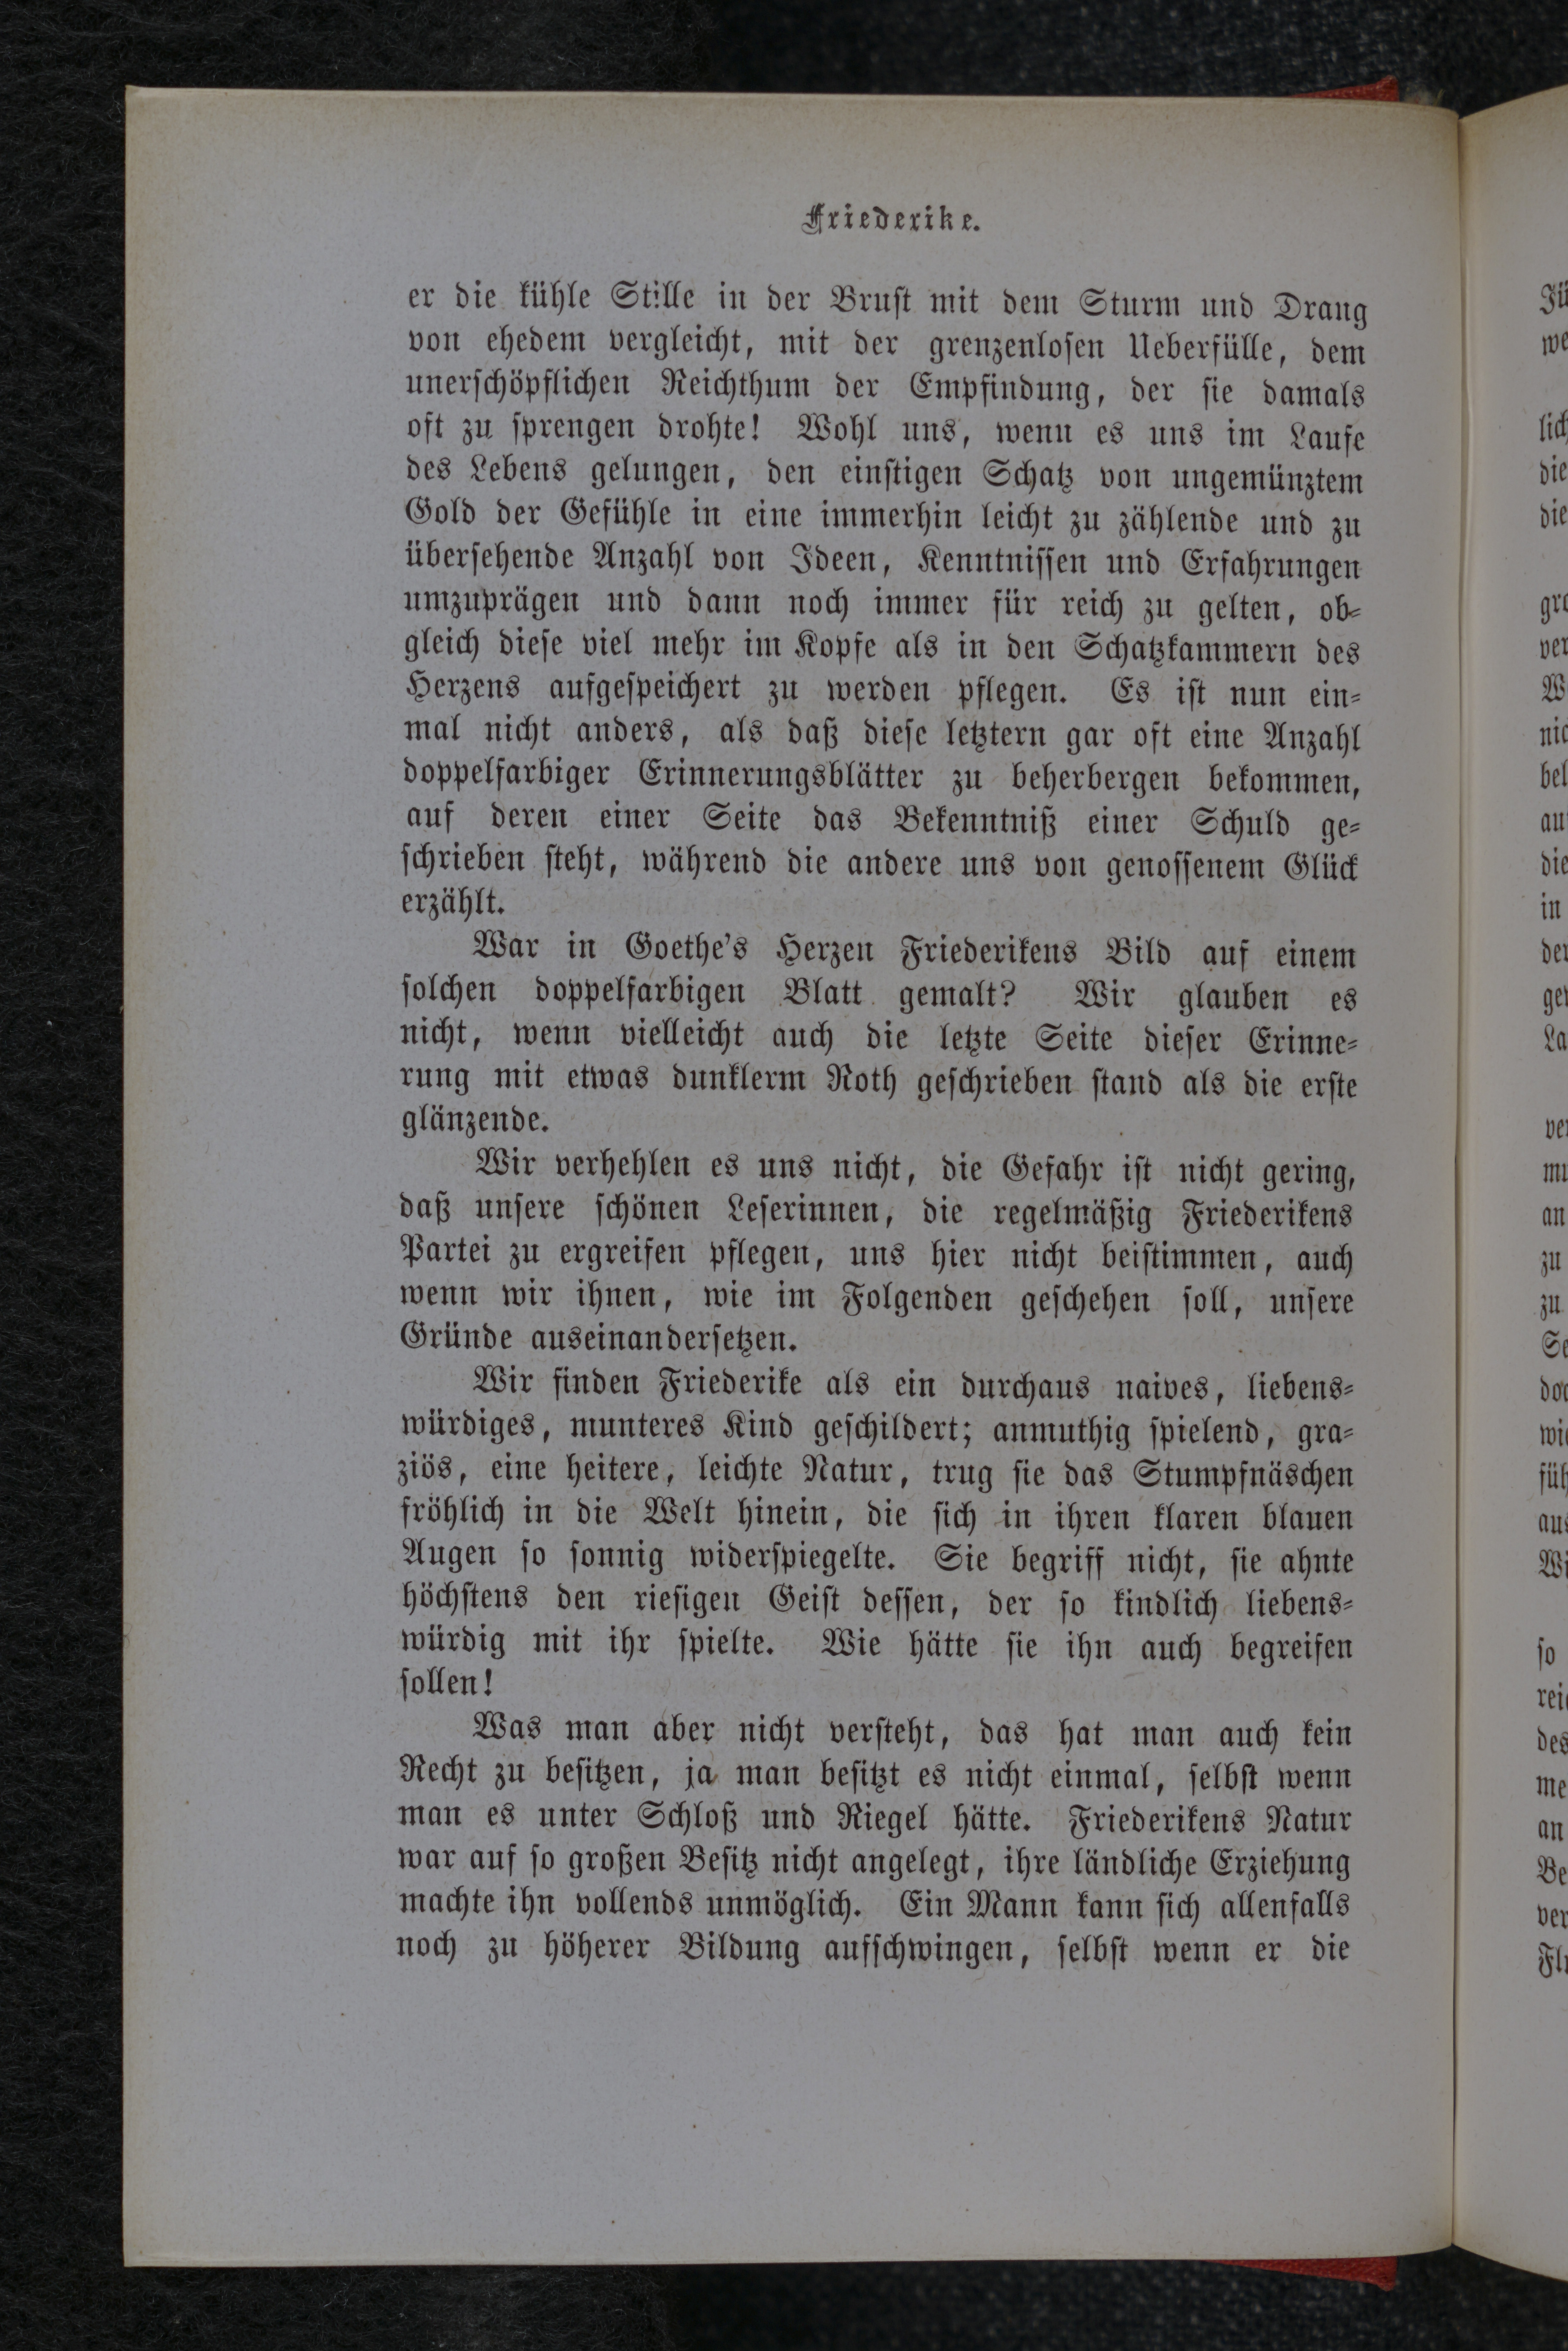 Friederike.
er die kühle Stille in der Bruſt mit dem Sturm und Drang
von ehedem vergleicht, mit der grenzenloſen Ueberfülle, dem
unerſchöpflichen Reichthum der Empfindung, der ſie damals
oft zu ſprengen drohte! Wohl uns, wenn es uns im Laufe
des Lebens gelungen, den einſtigen Schatz von ungemünztem
Gold der Gefühle in eine immerhin leicht zu zählende und zu
überſehende Anzahl von Ideen, Kenntniſſen und Erfahrungen
umzuprägen und dann noch immer für reich zu gelten, ob⸗
gleich dieſe viel mehr im Kopfe als in den Schatzkammern des
Herzens aufgeſpeichert zu werden pflegen. Es iſt nun ein⸗
mal nicht anders, als daß dieſe letztern gar oft eine Anzahl
doppelfarbiger Erinnerungsblätter zu beherbergen bekommen,
auf deren einer Seite das Bekenntniß einer Schuld ge⸗
ſchrieben ſteht, während die andere uns von genoſſenem Glück
erzählt.
War in Goethe's Herzen Friederikens Bild auf einem
ſolchen doppelfarbigen Blatt gemalt? Wir glauben es
nicht, wenn vielleicht auch die letzte Seite dieſer Erinne⸗
rung mit etwas dunklerm Roth geſchrieben ſtand als die erſte
glänzende.
Wir verhehlen es uns nicht, die Gefahr iſt nicht gering,
daß unſere ſchönen Leſerinnen, die regelmäßig Friederikens
Partei zu ergreifen pflegen, uns hier nicht beiſtimmen, auch
wenn wir ihnen, wie im Folgenden geſchehen ſoll, unſere
Gründe auseinanderſetzen.
Wir finden Friederike als ein durchaus naives, liebens⸗
würdiges, munteres Kind geſchildert; anmuthig ſpielend, gra⸗
ziös, eine heitere, leichte Natur, trug ſie das Stumpfnäschen
fröhlich in die Welt hinein, die ſich in ihren klaren blauen
Augen ſo ſonnig widerſpiegelte. Sie begriff nicht, ſie ahnte
höchſtens den rieſigen Geiſt deſſen, der ſo kindlich liebens⸗
würdig mit ihr ſpielte. Wie hätte ſie ihn auch begreifen
ſollen!
Was man aber nicht verſteht, das hat man auch kein
Recht zu beſitzen, ja man beſitzt es nicht einmal, ſelbſt wenn
man es unter Schloß und Riegel hätte. Friederikens Natur
war auf ſo großen Beſitz nicht angelegt, ihre ländliche Erziehung
machte ihn vollends unmöglich. Ein Mann kann ſich allenfalls
noch zu höherer Bildung aufſchwingen, ſelbſt wenn er die